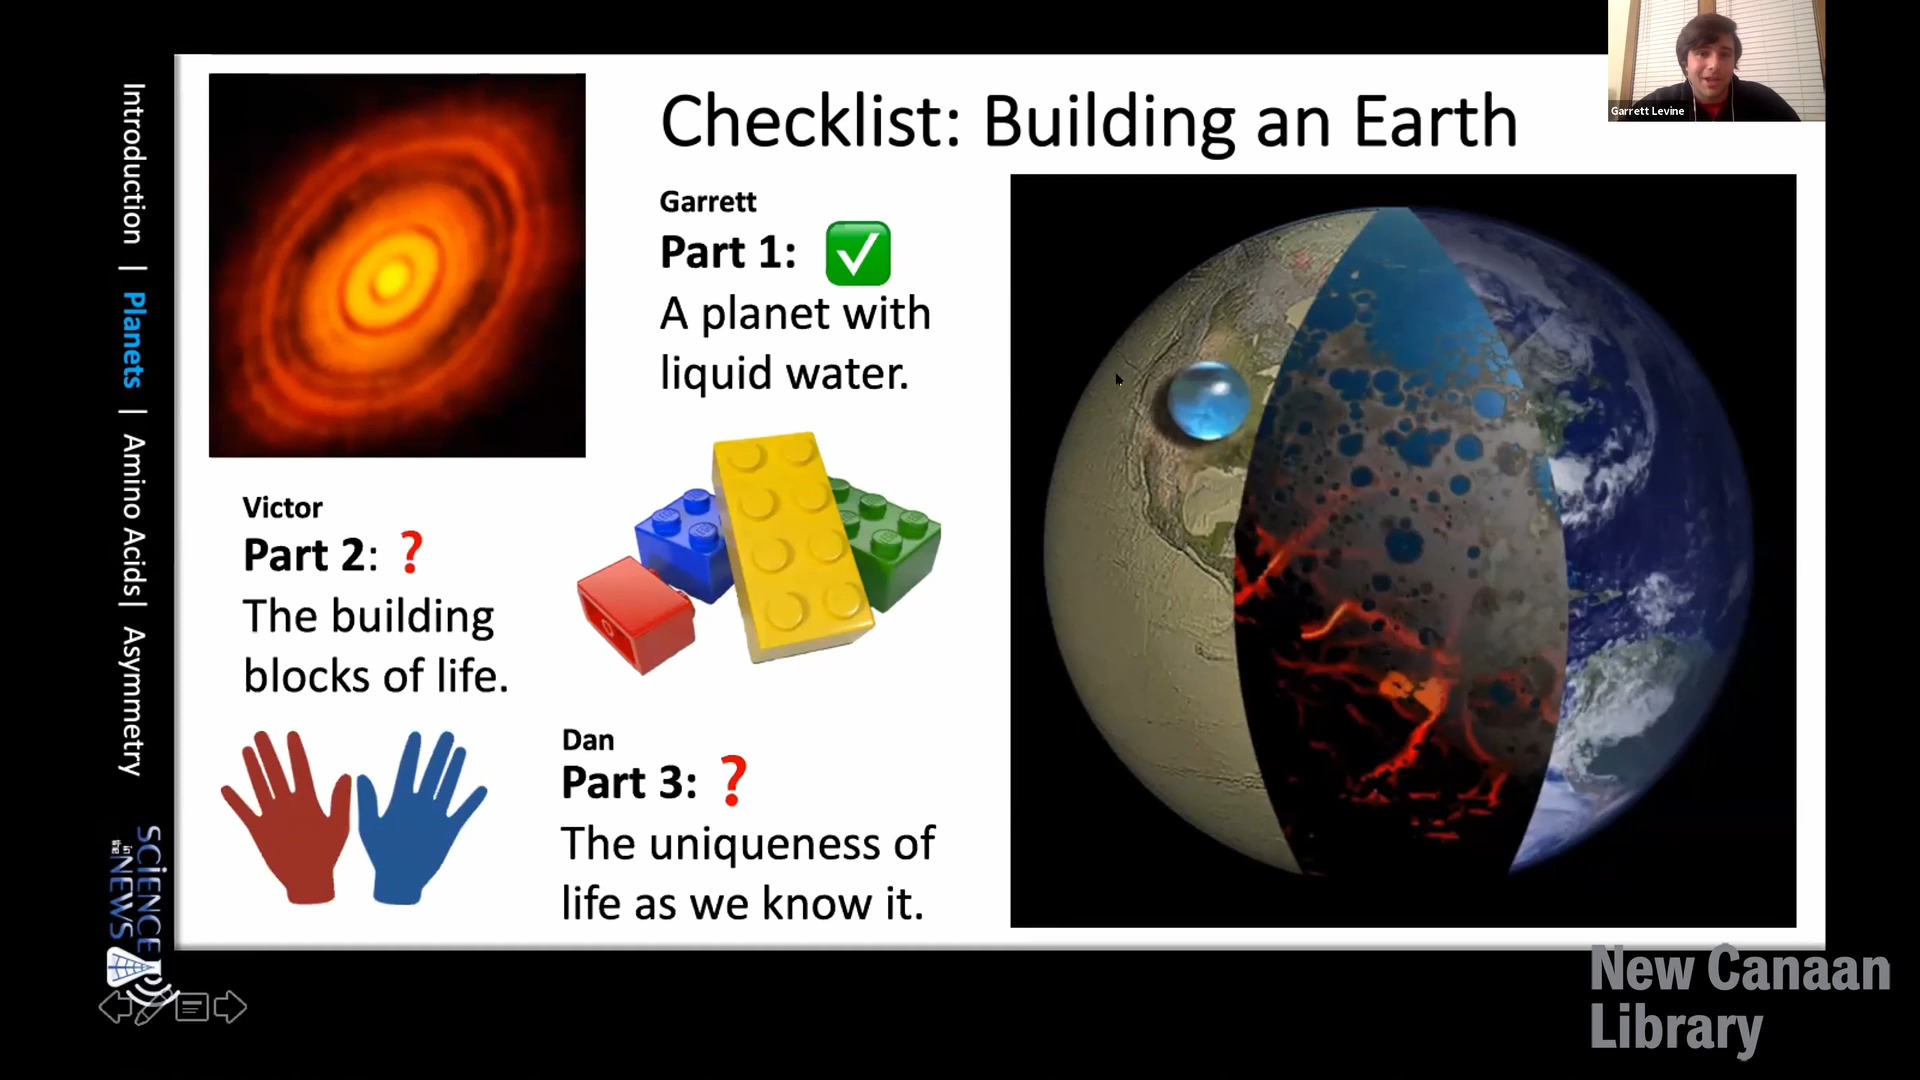 Introduction | Planets | Amino Acids| Asymmetry
SCIENCE
in the
NEWS
Checklist: Building an Earth
Garrett Levine
Garrett
Part 1: ✅
A planet with
liquid water.
Victor
Part 2: ❓
The building
blocks of life.
Dan
Part 3: ❓
The uniqueness of
life as we know it.
New Canaan
Library